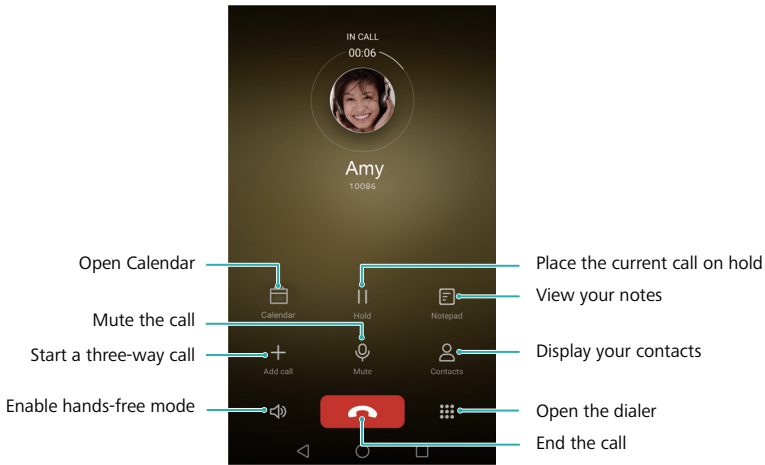 IN CALL
00:06
Amy
10086
Open Calendar
Place the current call on hold
View your notes
Calendar
Hold
Notepad
Mute the call
Start a three-way call
Display your contacts
Add call
Mute
Contacts
Enable hands-free mode
Open the dialer
End the call